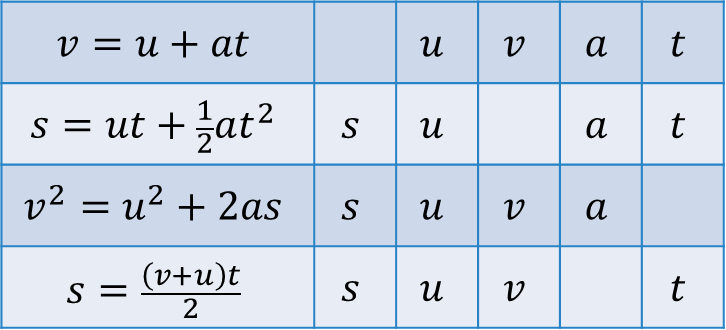 v = u + at u v a t
s = ut + ½at² s u a t
v² = u² + 2as s u v a
s = (v+u)t/2 s u v t